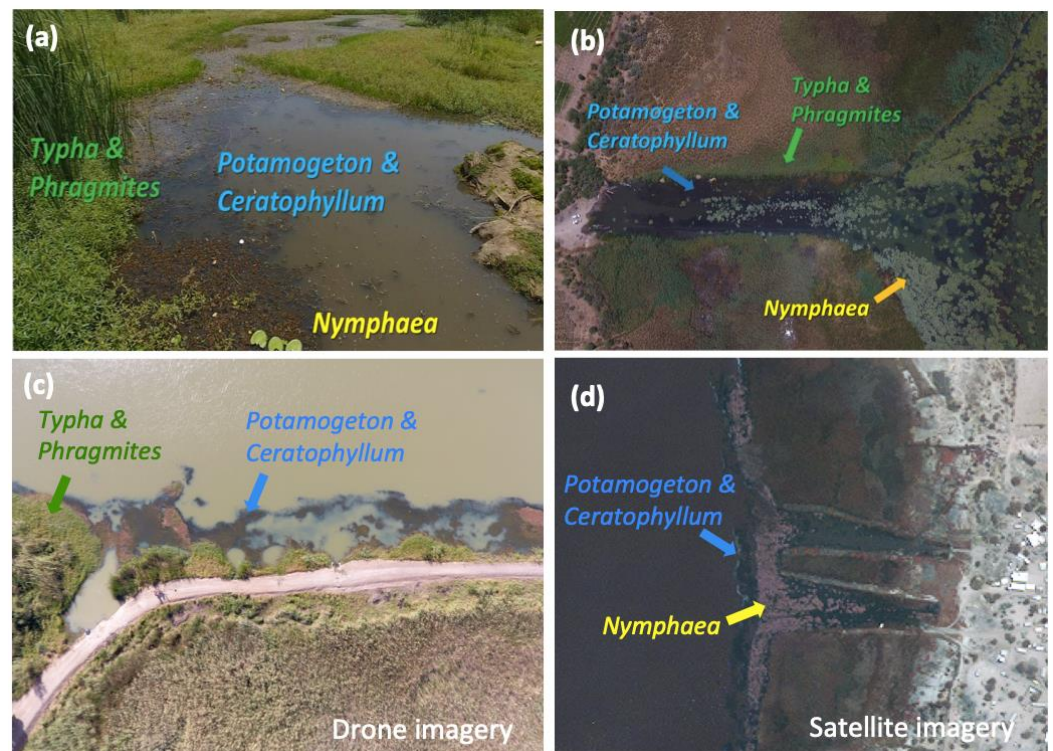 (a)
Typha &
Phragmites
Potamogeton &
Ceratophyllum
Nymphaea
(b)
Typha &
Phragmites
Potamogeton &
Ceratophyllum
Nymphaea
(c)
Typha &
Phragmites
Potamogeton &
Ceratophyllum
Drone imagery
(d)
Potamogeton &
Ceratophyllum
Nymphaea
Satellite imagery